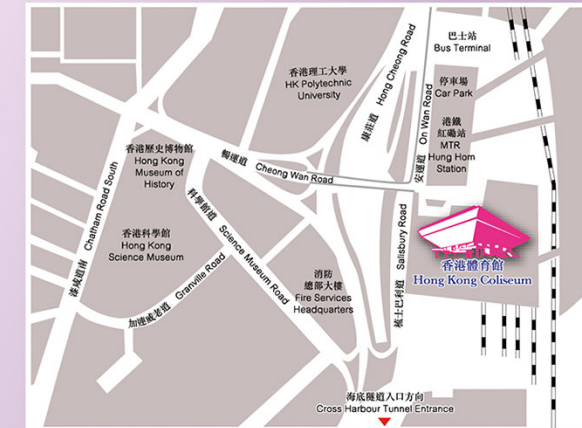 巴士站
Bus Terminal
香港理工大學
HK Polytechnic
University
康莊道 Hong Cheong Road
停車場
Car Park
安運道 On Wan Road
港鐵
紅磡站
MTR
Hung Hom
Station
香港歷史博物館
Hong Kong
Museum of
History
暢運道 Cheong Wan Road
漆咸道南 Chatham Road South
科學館道 Science Museum Road
香港科學館
Hong Kong
Science Museum
加連威老道 Granville Road
消防
總部大樓
Fire Services
Headquarters
梳士巴利道 Salisbury Road
香港體育館
Hong Kong Coliseum
海底隧道入口方向
Cross Harbour Tunnel Entrance